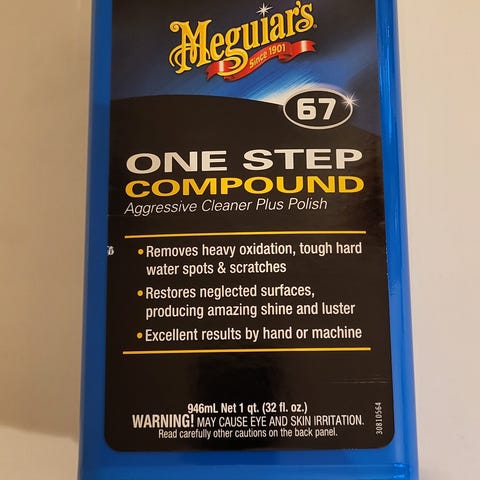 Meguiar's
Since 1901
67
ONE STEP
COMPOUND
Aggressive Cleaner Plus Polish
• Removes heavy oxidation, tough hard
water spots & scratches
• Restores neglected surfaces,
producing amazing shine and luster
• Excellent results by hand or machine
946mL Net 1 qt. (32 fl. oz.)
WARNING! MAY CAUSE EYE AND SKIN IRRITATION.
Read carefully other cautions on the back panel.
30810564